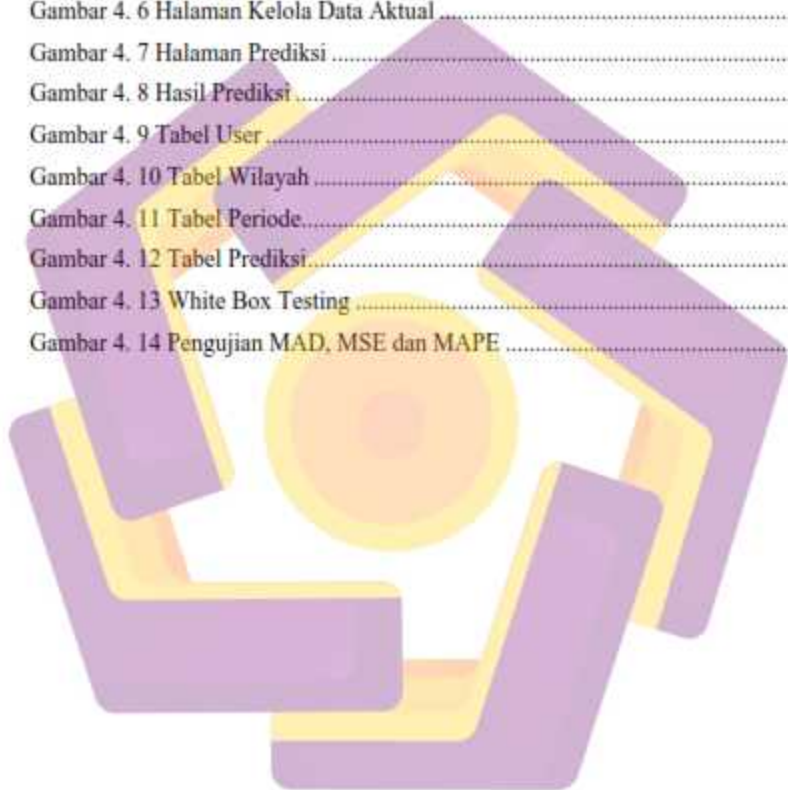 Gambar 4. 6 Halaman Kelola Data Aktual ..........................................................
Gambar 4. 7 Halaman Prediksi ..............................................................................
Gambar 4. 8 Hasil Prediksi ....................................................................................
Gambar 4. 9 Tabel User .........................................................................................
Gambar 4. 10 Tabel Wilayah .................................................................................
Gambar 4. 11 Tabel Periode...................................................................................
Gambar 4. 12 Tabel Prediksi..................................................................................
Gambar 4. 13 White Box Testing .........................................................................
Gambar 4. 14 Pengujian MAD, MSE dan MAPE ................................................